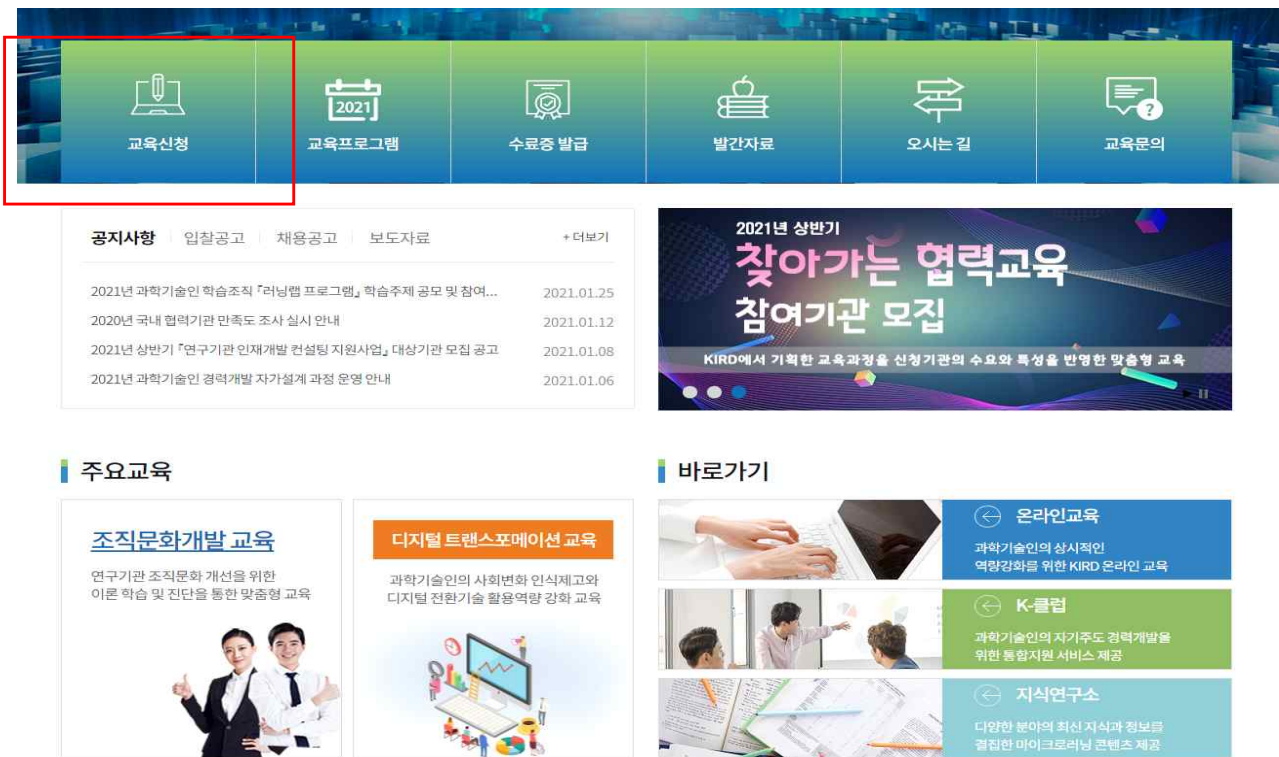 2021
교육신청
교육프로그램
수료증 발급
발간자료
오시는 길
?
교육문의
공지사항 입찰공고 채용공고 보도자료 + 더보기
2021년 과학기술인 학습조직 『러닝랩 프로그램』 학습주제 공모 및 참여... 2021.01.25
2020년 국내 협력기관 만족도 조사 실시 안내 2021.01.12
2021년 상반기 『연구기관 인재개발 컨설팅 지원사업』 대상기관 모집 공고 2021.01.08
2021년 과학기술인 경력개발 자가설계 과정 운영 안내 2021.01.06
2021년 상반기
찾아가는 협력교육
참여기관 모집
KIRD에서 기획한 교육과정을 신청기관의 수요와 특성을 반영한 맞춤형 교육
주요교육
조직문화개발 교육
연구기관 조직문화 개선을 위한
이론 학습 및 진단을 통한 맞춤형 교육
디지털 트랜스포메이션 교육
과학기술인의 사회변화 인식제고와
디지털 전환기술 활용역량 강화 교육
바로가기
온라인교육
과학기술인의 상시적인
역량강화를 위한 KIRD 온라인 교육
K-클럽
과학기술인의 자기주도 경력개발을
위한 통합지원 서비스 제공
지식연구소
다양한 분야의 최신 지식과 정보를
결집한 마이크로러닝 콘텐츠 제공